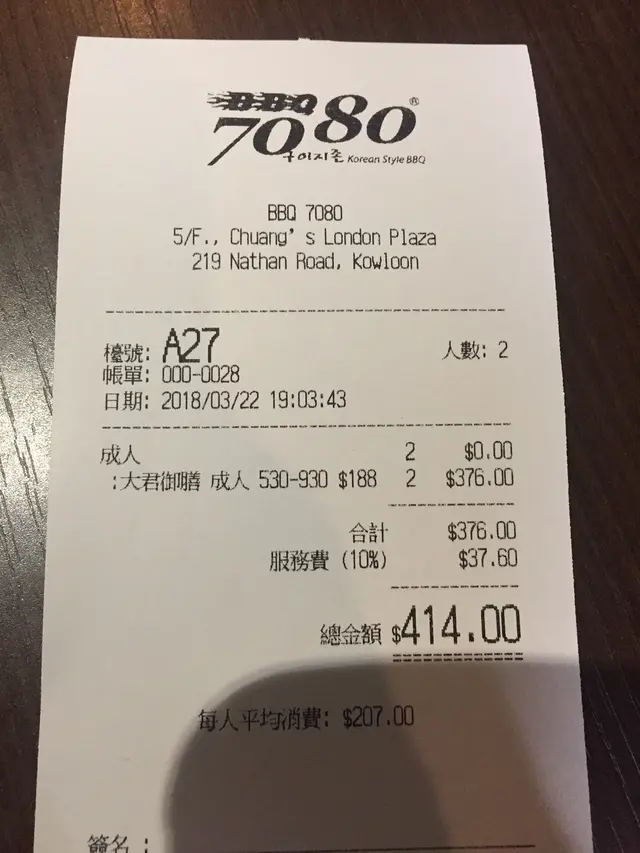 BBQ
7080®
구이지존 Korean Style BBQ
BBQ 7080
5/F., Chuang's London Plaza
219 Nathan Road, Kowloon
檯號: A27 人數: 2
帳單: 000-0028
日期: 2018/03/22 19:03:43
成人 2 $0.00
:大君御膳 成人 530-930 $188 2 $376.00
合計 $376.00
服務費 (10%) $37.60
總金額 $414.00
每人平均消費: $207.00
簽名 :